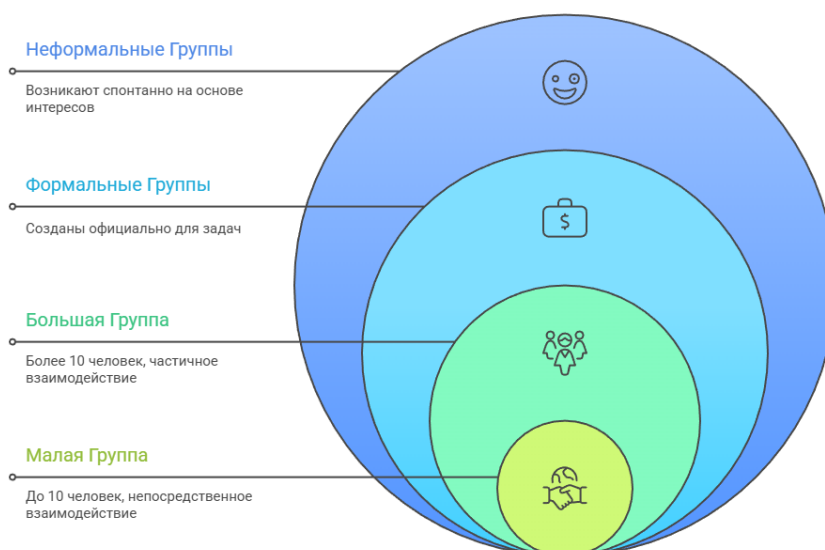 Неформальные Группы
Возникают спонтанно на основе
интересов
Формальные Группы
Созданы официально для задач
$
Большая Группа
Более 10 человек, частичное
взаимодействие
Малая Группа
До 10 человек, непосредственное
взаимодействие